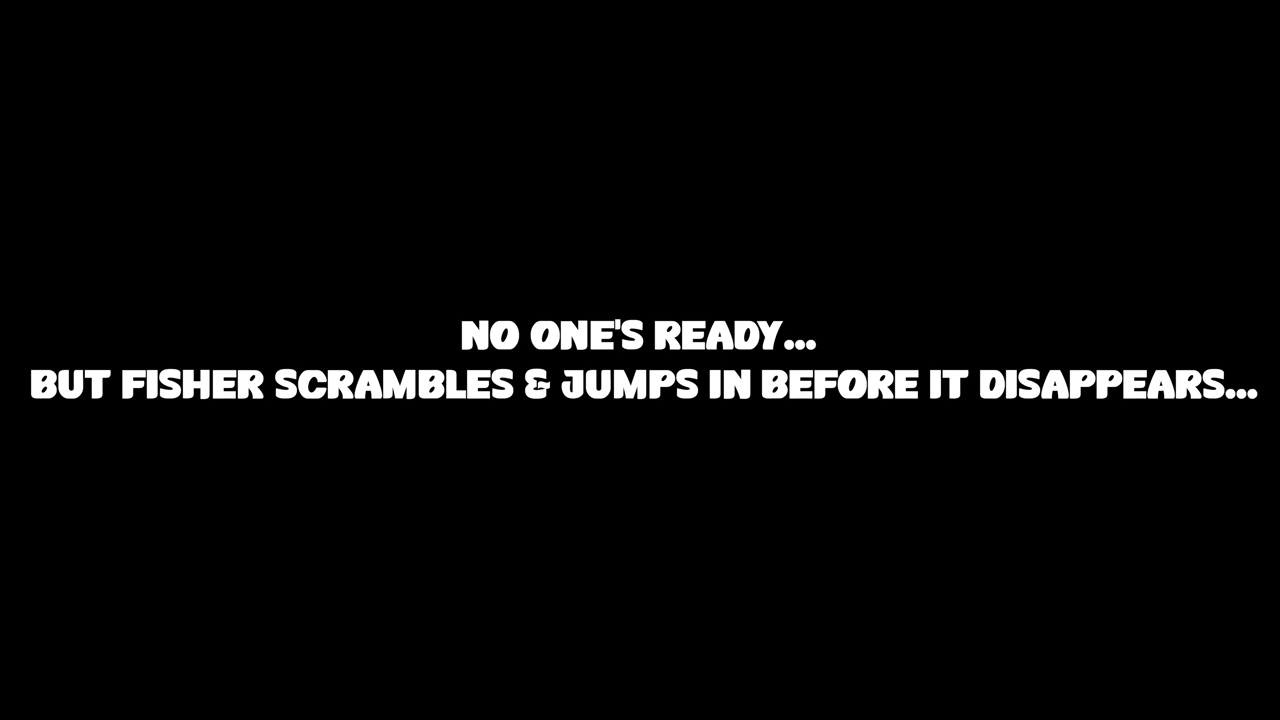 NO ONE'S READY...
BUT FISHER SCRAMBLES & JUMPS IN BEFORE IT DISAPPEARS...